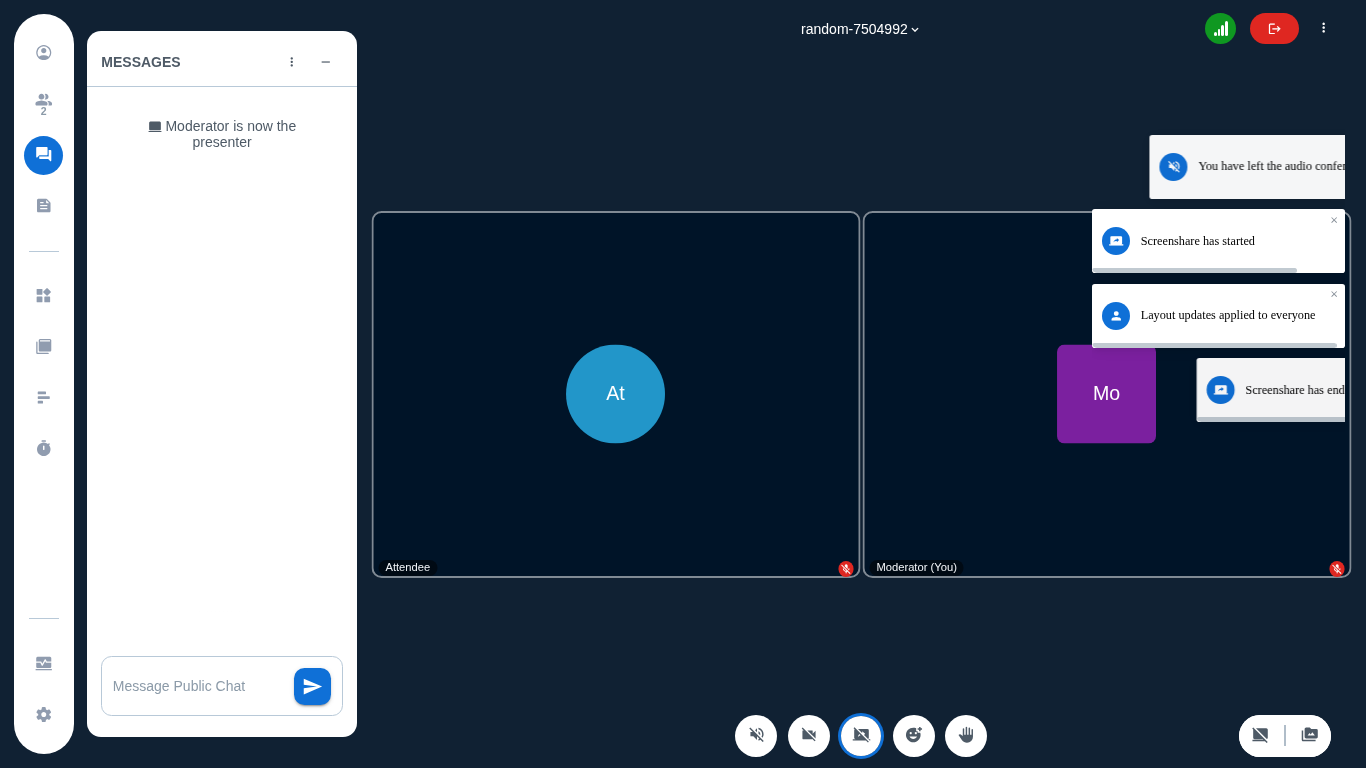 random-7504992
MESSAGES
2
Moderator is now the
presenter
You have left the audio confer
Screenshare has started
Layout updates applied to everyone
Screenshare has end
At
Mo
Attendee
Moderator (You)
Message Public Chat